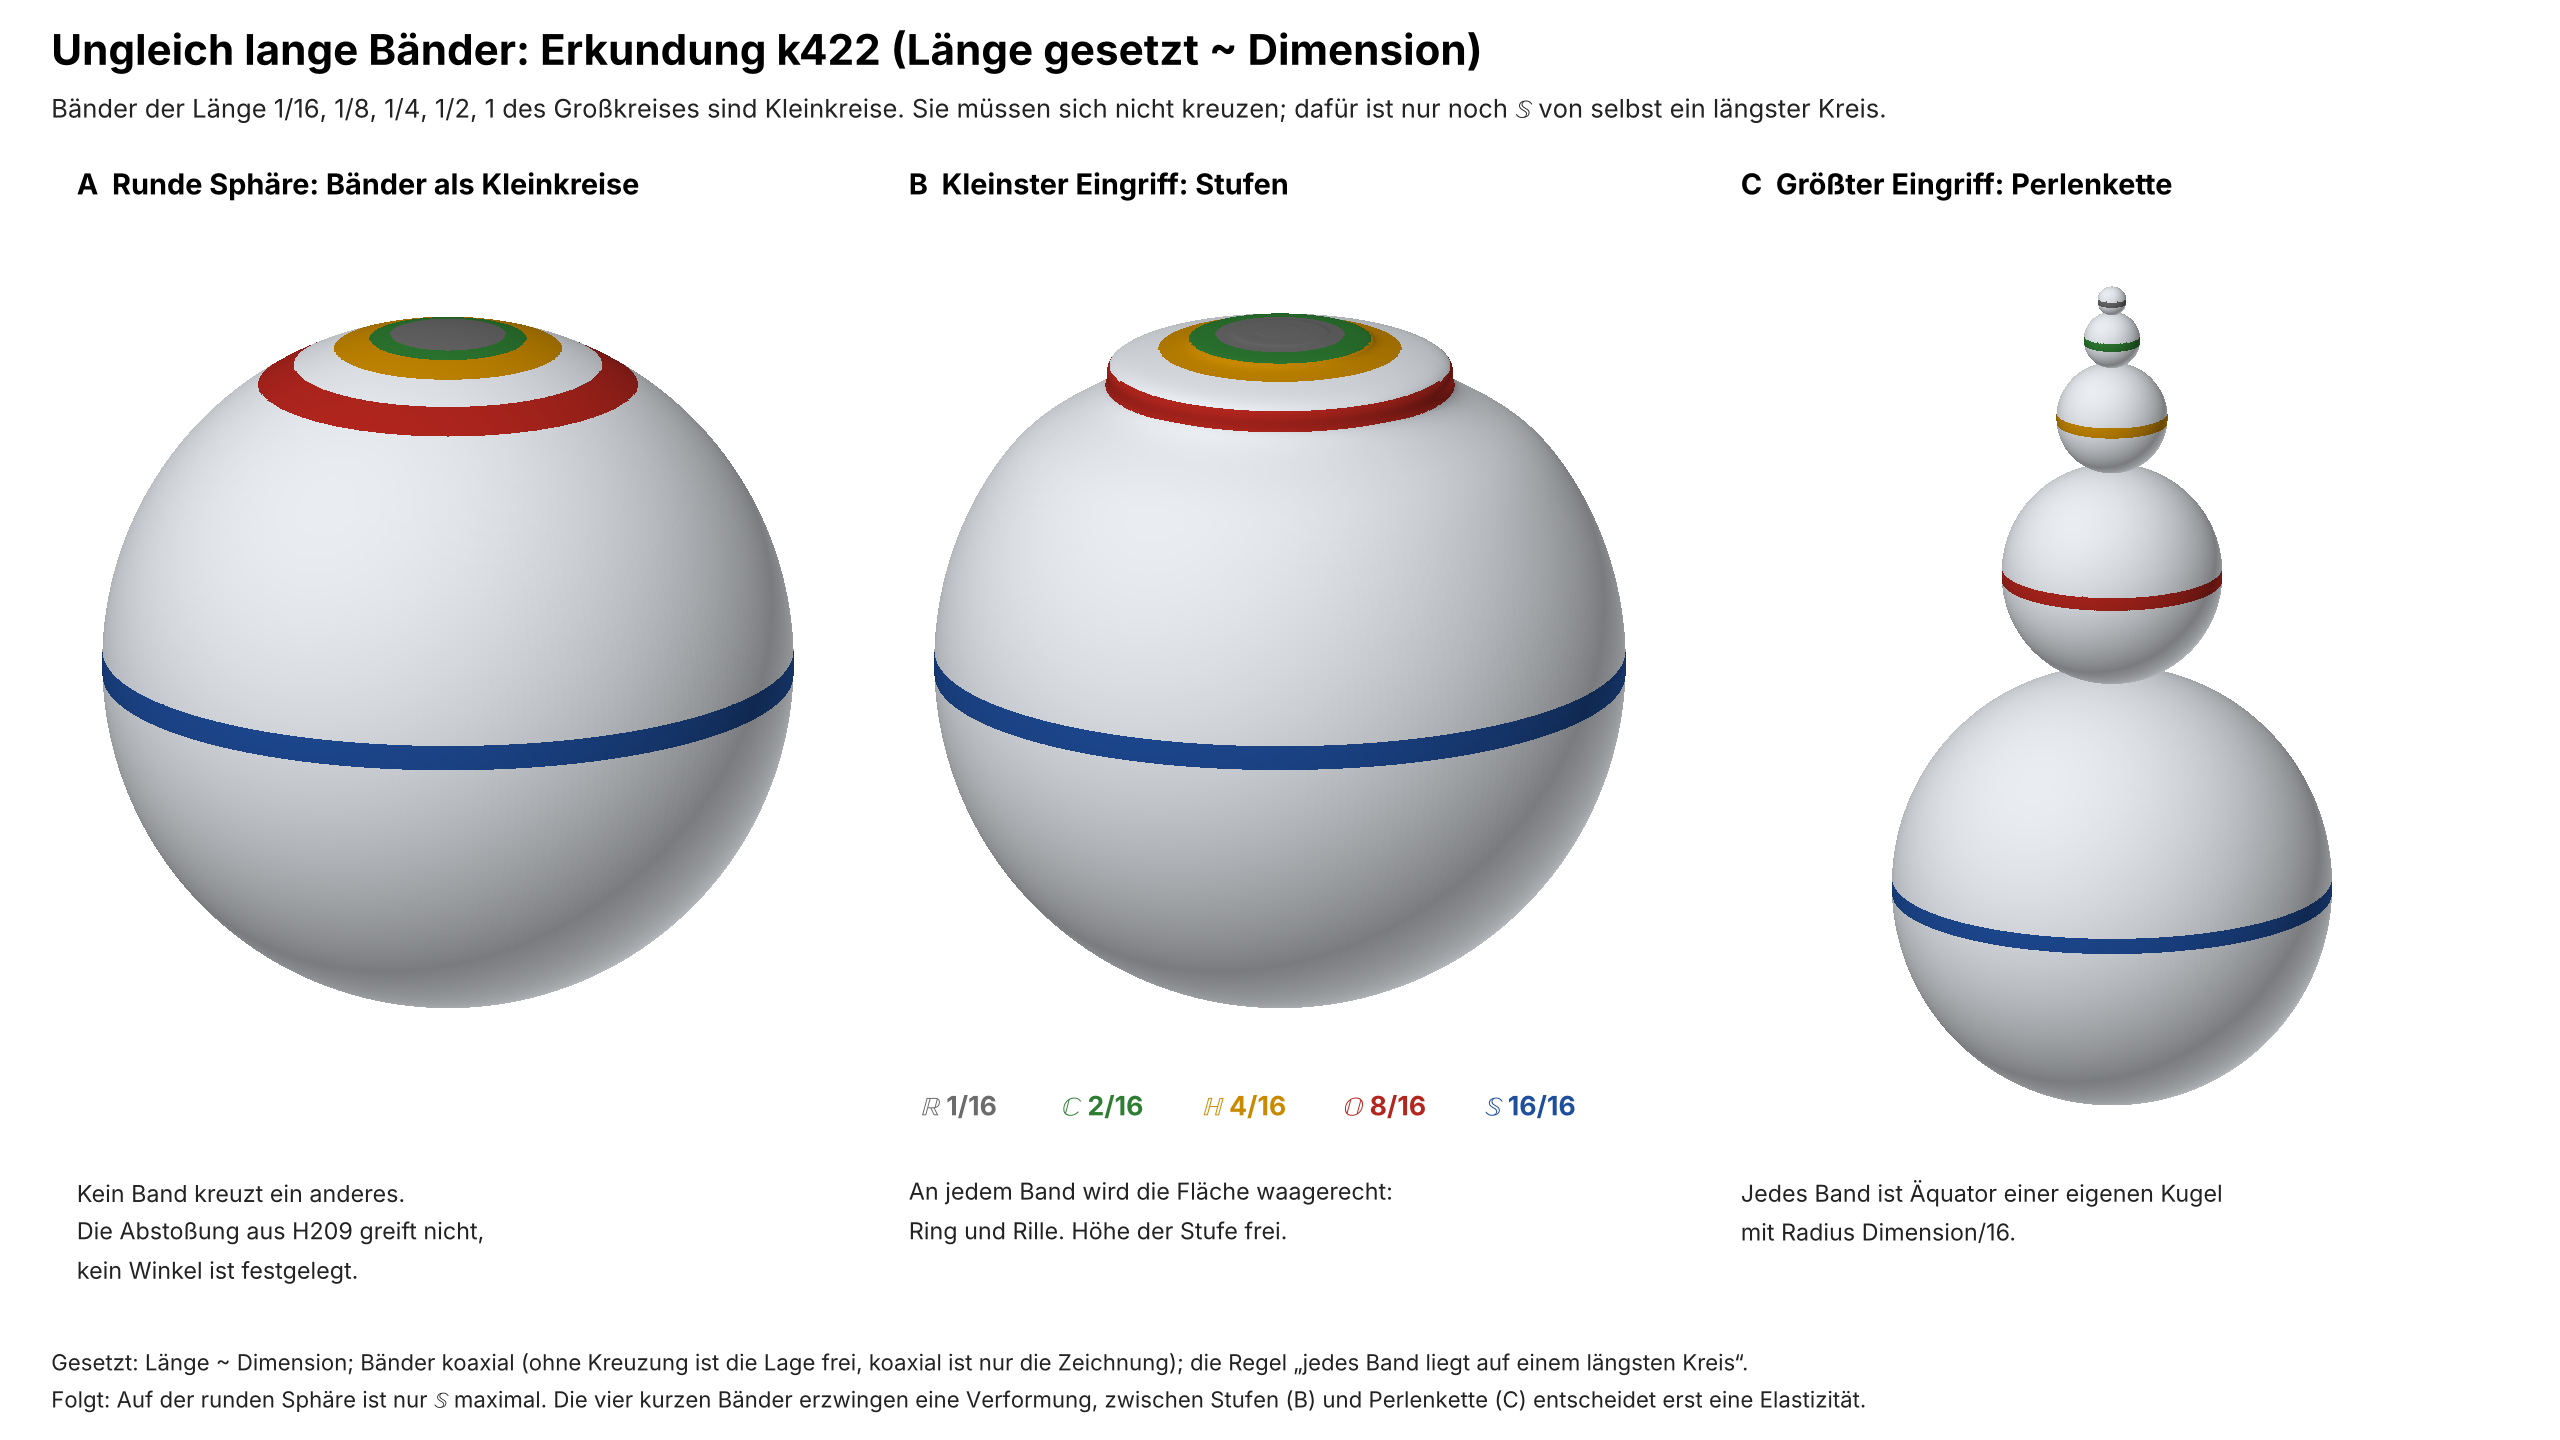 Ungleich lange Bänder: Erkundung k422 (Länge gesetzt ~ Dimension)
Bänder der Länge 1/16, 1/8, 1/4, 1/2, 1 des Großkreises sind Kleinkreise. Sie müssen sich nicht kreuzen; dafür ist nur noch 𝕊 von selbst ein längster Kreis.
A Runde Sphäre: Bänder als Kleinkreise
B Kleinster Eingriff: Stufen
C Größter Eingriff: Perlenkette
ℝ 1/16 ℂ 2/16 ℍ 4/16 𝕆 8/16 𝕊 16/16
Kein Band kreuzt ein anderes.
Die Abstoßung aus H209 greift nicht,
kein Winkel ist festgelegt.
An jedem Band wird die Fläche waagerecht:
Ring und Rille. Höhe der Stufe frei.
Jedes Band ist Äquator einer eigenen Kugel
mit Radius Dimension/16.
Gesetzt: Länge ~ Dimension; Bänder koaxial (ohne Kreuzung ist die Lage frei, koaxial ist nur die Zeichnung); die Regel „jedes Band liegt auf einem längsten Kreis“.
Folgt: Auf der runden Sphäre ist nur 𝕊 maximal. Die vier kurzen Bänder erzwingen eine Verformung, zwischen Stufen (B) und Perlenkette (C) entscheidet erst eine Elastizität.